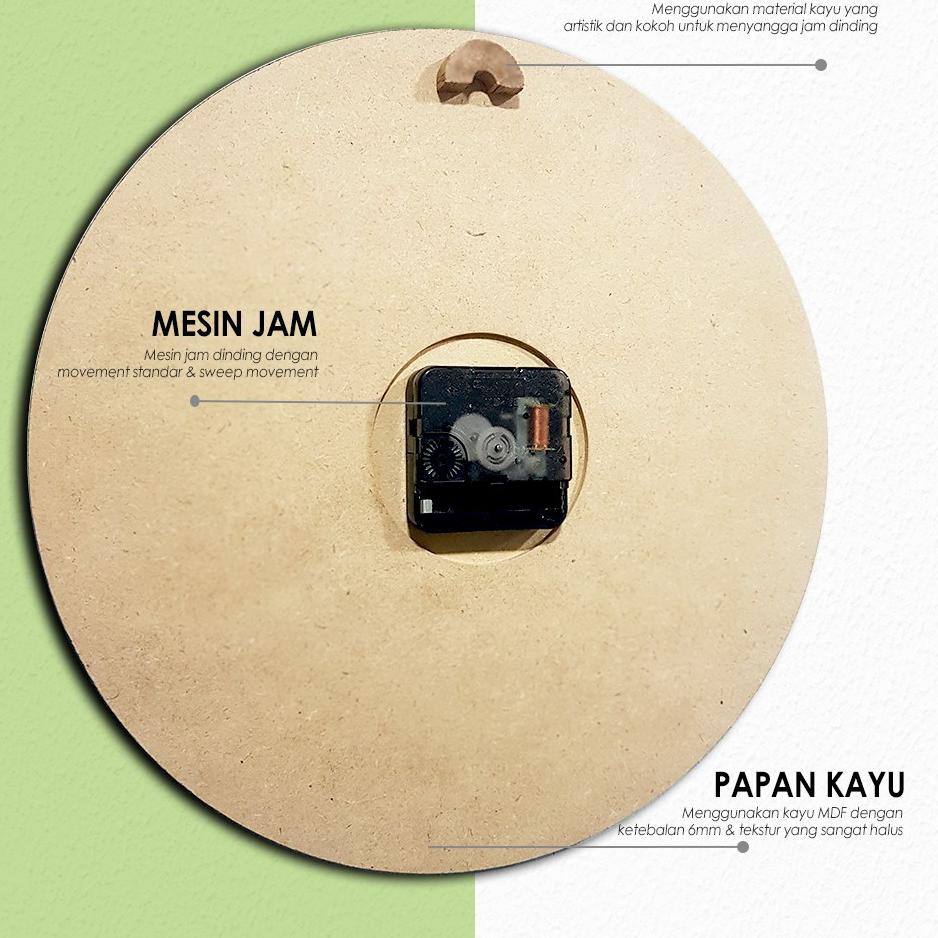 Menggunakan material kayu yang
artistik dan kokoh untuk menyangga jam dinding
MESIN JAM
Mesin jam dinding dengan
movement standar & sweep movement
PAPAN KAYU
Menggunakan kayu MDF dengan
ketebalan 6mm & tekstur yang sangat halus